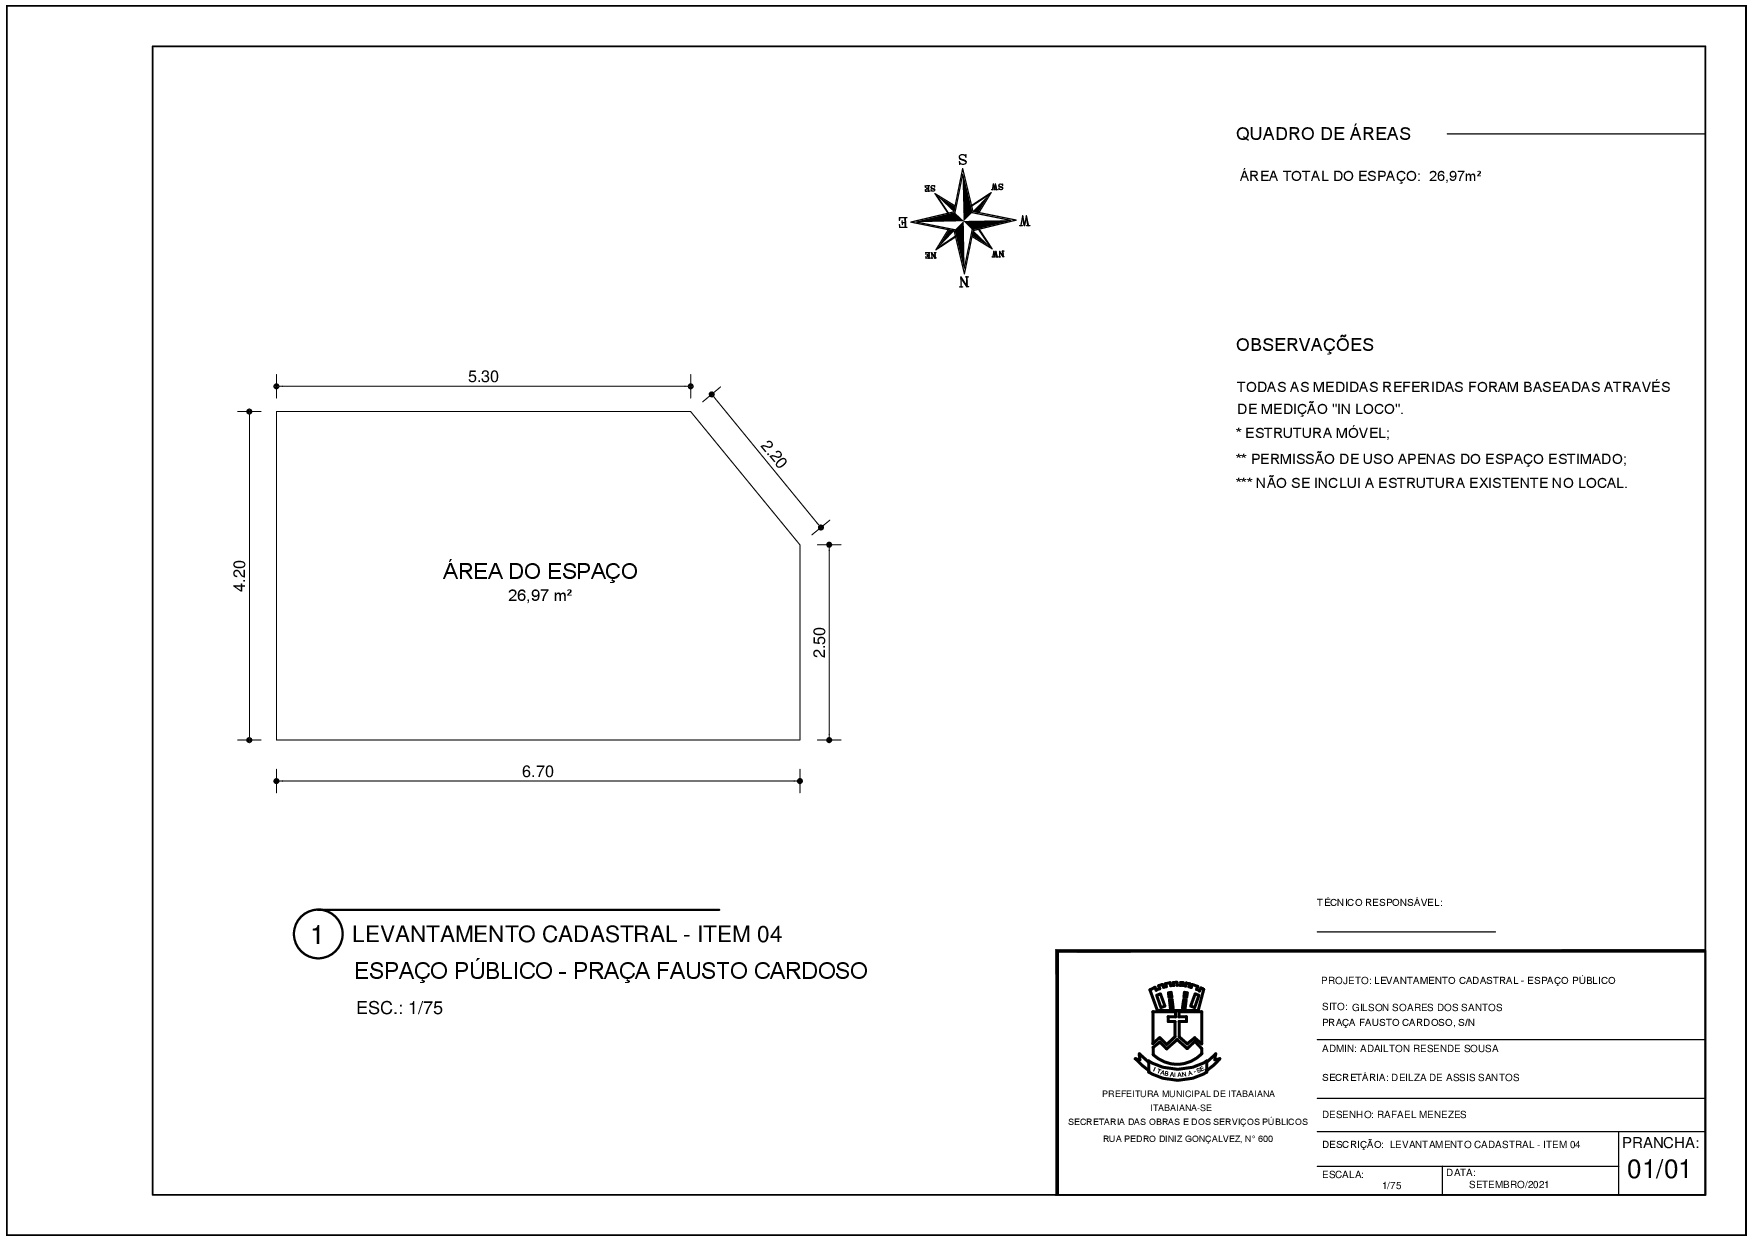 QUADRO DE ÁREAS
ÁREA TOTAL DO ESPAÇO: 26,97m²
S
SE
SW
E
W
NE
NW
N
OBSERVAÇÕES
TODAS AS MEDIDAS REFERIDAS FORAM BASEADAS ATRAVÉS
DE MEDIÇÃO "IN LOCO".
* ESTRUTURA MÓVEL;
** PERMISSÃO DE USO APENAS DO ESPAÇO ESTIMADO;
*** NÃO SE INCLUI A ESTRUTURA EXISTENTE NO LOCAL.
5.30
2.20
4.20
ÁREA DO ESPAÇO
26,97 m²
2.50
6.70
1
LEVANTAMENTO CADASTRAL - ITEM 04
ESPAÇO PÚBLICO - PRAÇA FAUSTO CARDOSO
ESC.: 1/75
TÉCNICO RESPONSÁVEL:
ITABAIANA-SE
PREFEITURA MUNICIPAL DE ITABAIANA
ITABAIANA-SE
SECRETARIA DAS OBRAS E DOS SERVIÇOS PÚBLICOS
RUA PEDRO DINIZ GONÇALVEZ, N° 600
PROJETO: LEVANTAMENTO CADASTRAL - ESPAÇO PÚBLICO
SITO: GILSON SOARES DOS SANTOS
PRAÇA FAUSTO CARDOSO, S/N
ADMIN: ADAILTON RESENDE SOUSA
SECRETÁRIA: DEILZA DE ASSIS SANTOS
DESENHO: RAFAEL MENEZES
DESCRIÇÃO: LEVANTAMENTO CADASTRAL - ITEM 04
PRANCHA:
01/01
ESCALA:
1/75
DATA:
SETEMBRO/2021